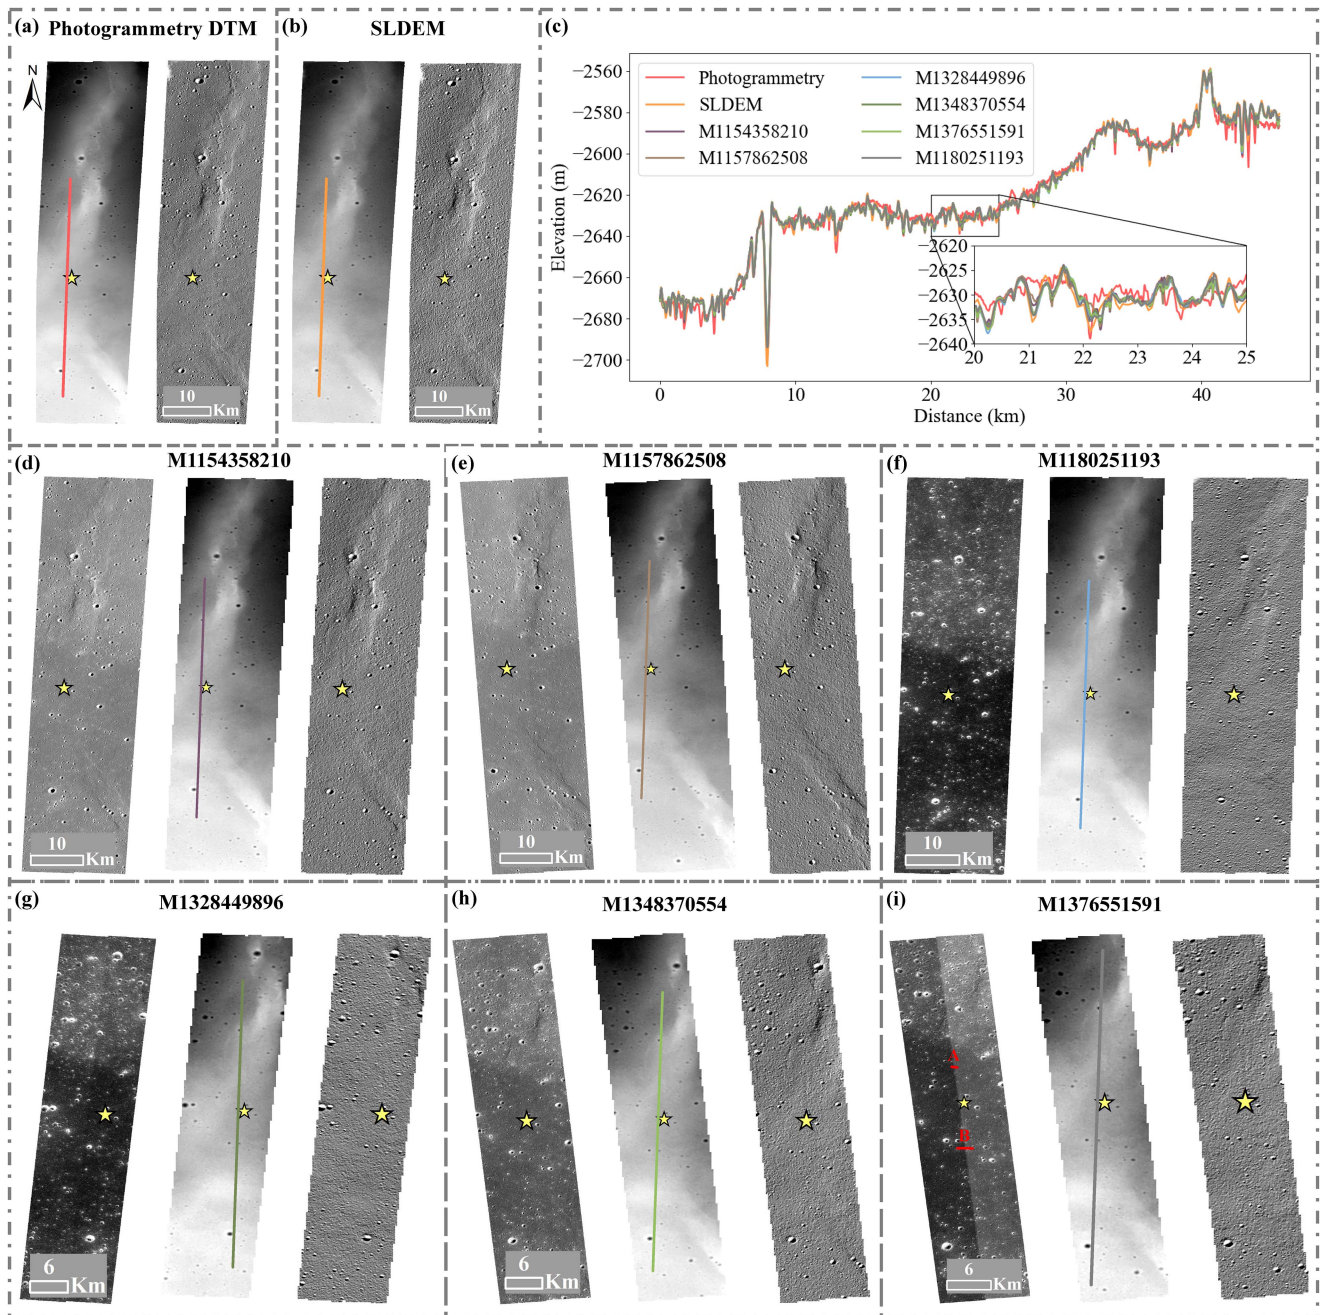 (a) Photogrammetry DTM
N
10
Km
(b) SLDEM
10
Km
(c)
Elevation (m)
−2560
−2580
−2600
−2620
−2640
−2660
−2680
−2700
Photogrammetry
SLDEM
M1154358210
M1157862508
M1328449896
M1348370554
M1376551591
M1180251193
−2620
−2625
−2630
−2635
−2640
20 21 22 23 24 25
0 10 20 30 40
Distance (km)
(d) M1154358210
10
Km
(e) M1157862508
10
Km
(f) M1180251193
10
Km
(g) M1328449896
6
Km
(h) M1348370554
6
Km
(i) M1376551591
A
B
6
Km